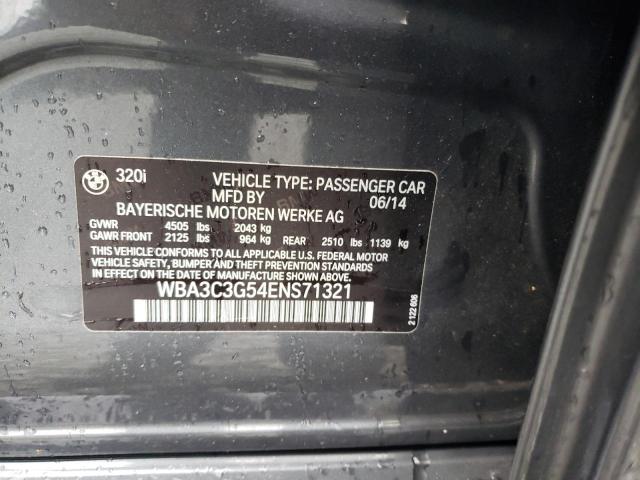 320i
VEHICLE TYPE: PASSENGER CAR
MFD BY 06/14
BAYERISCHE MOTOREN WERKE AG
GVWR 4505 lbs 2043 kg
GAWR FRONT 2125 lbs 964 kg REAR 2510 lbs 1139 kg
THIS VEHICLE CONFORMS TO ALL APPLICABLE U.S. FEDERAL MOTOR
VEHICLE SAFETY, BUMPER AND THEFT PREVENTION STANDARDS
IN EFFECT ON THE DATE OF MANUFACTURE SHOWN ABOVE.
WBA3C3G54ENS71321
2 122 606